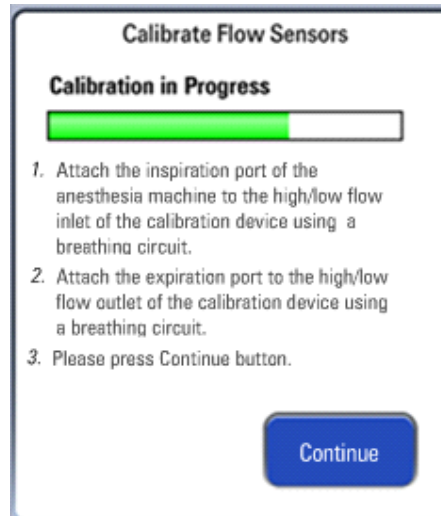 Calibrate Flow Sensors
Calibration in Progress
1. Attach the inspiration port of the
anesthesia machine to the high/low flow
inlet of the calibration device using a
breathing circuit.
2. Attach the expiration port to the high/low
flow outlet of the calibration device using
a breathing circuit.
3. Please press Continue button.
Continue